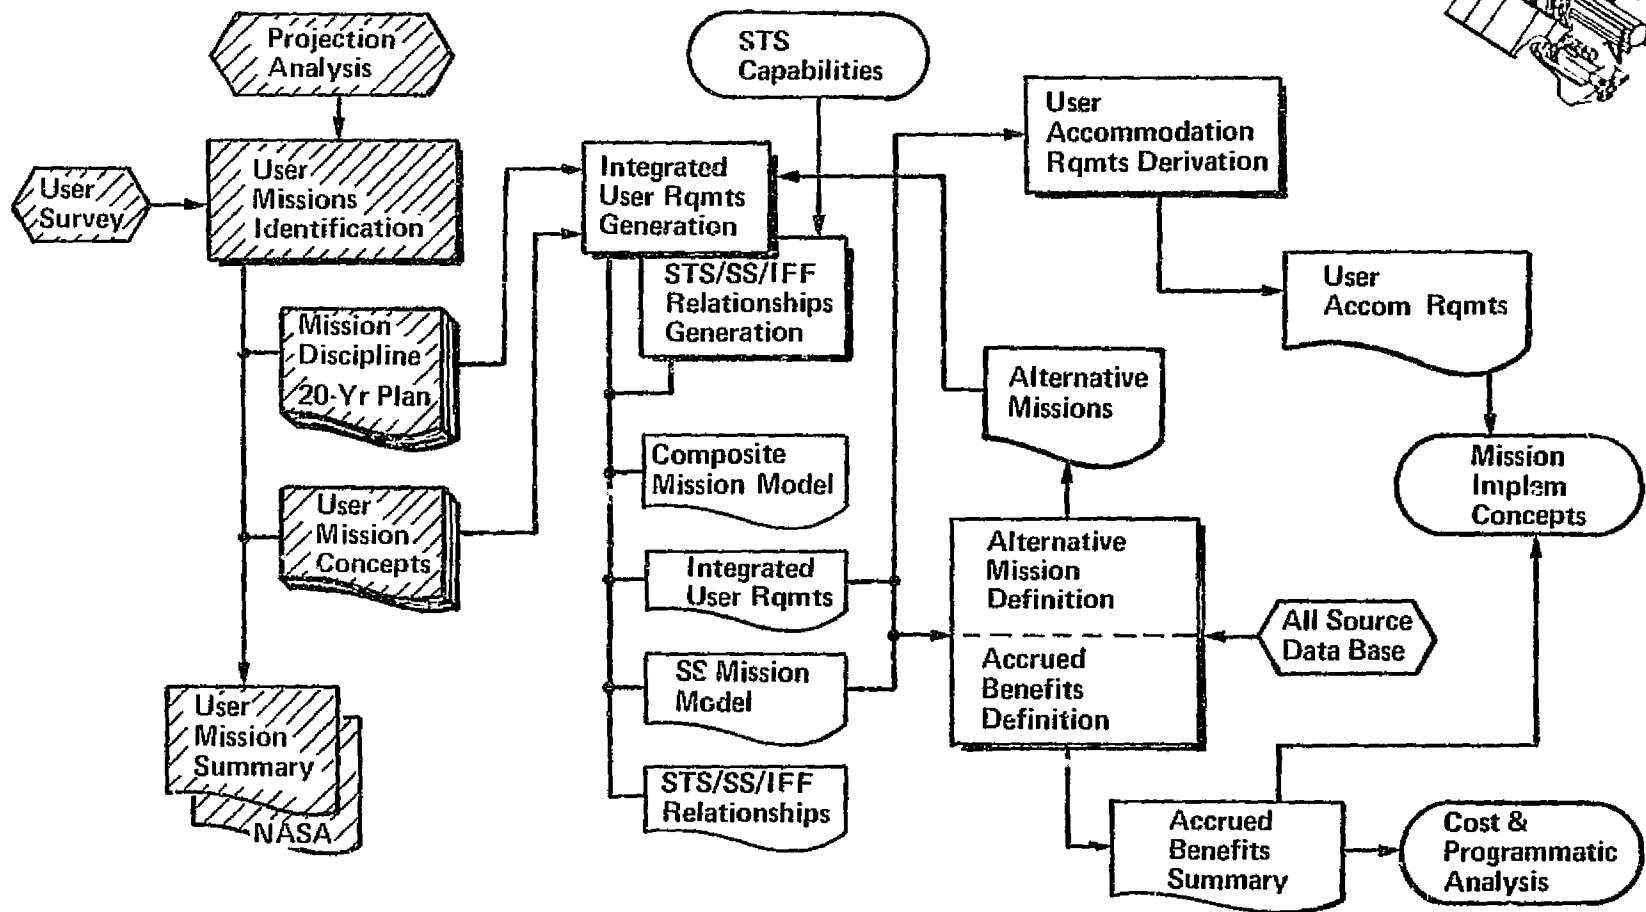 Projection
Analysis
User
Survey
User
Missions
Identification
Mission
Discipline
20-Yr Plan
User
Mission
Concepts
User
Mission
Summary
NASA
STS
Capabilities
Integrated
User Rqmts
Generation
STS/SS/IFF
Relationships
Generation
Composite
Mission Model
Integrated
User Rqmts
SS Mission
Model
STS/SS/IFF
Relationships
User
Accommodation
Rqmts Derivation
User
Accom Rqmts
Alternative
Missions
Mission
Implem
Concepts
Alternative
Mission
Definition
Accrued
Benefits
Definition
All Source
Data Base
Accrued
Benefits
Summary
Cost &
Programmatic
Analysis